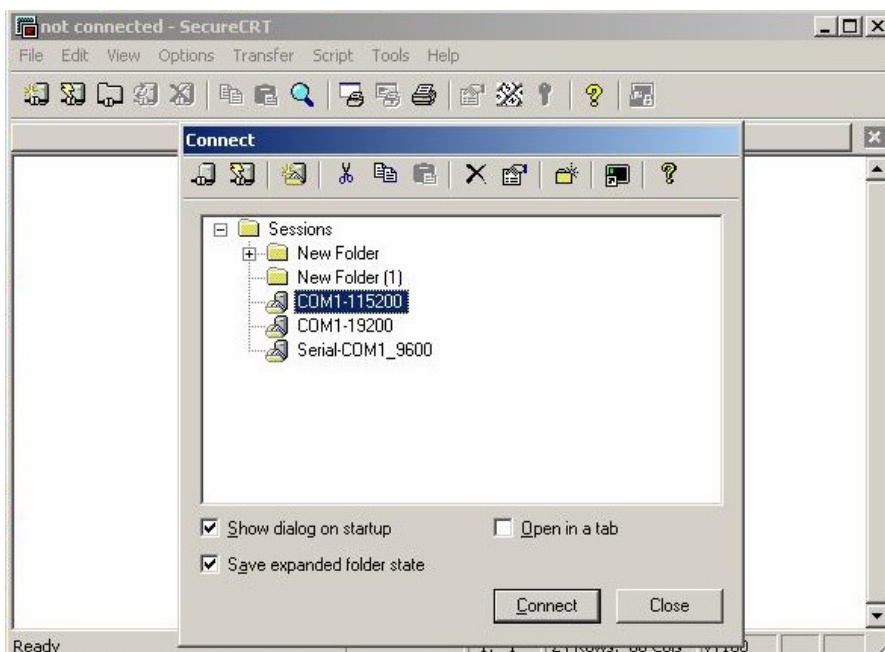 not connected - SecureCRT
File Edit View Options Transfer Script Tools Help
Connect
Sessions
New Folder
New Folder (1)
COM1-115200
COM1-19200
Serial-COM1_9600
Show dialog on startup
Open in a tab
Save expanded folder state
Connect
Close
Ready